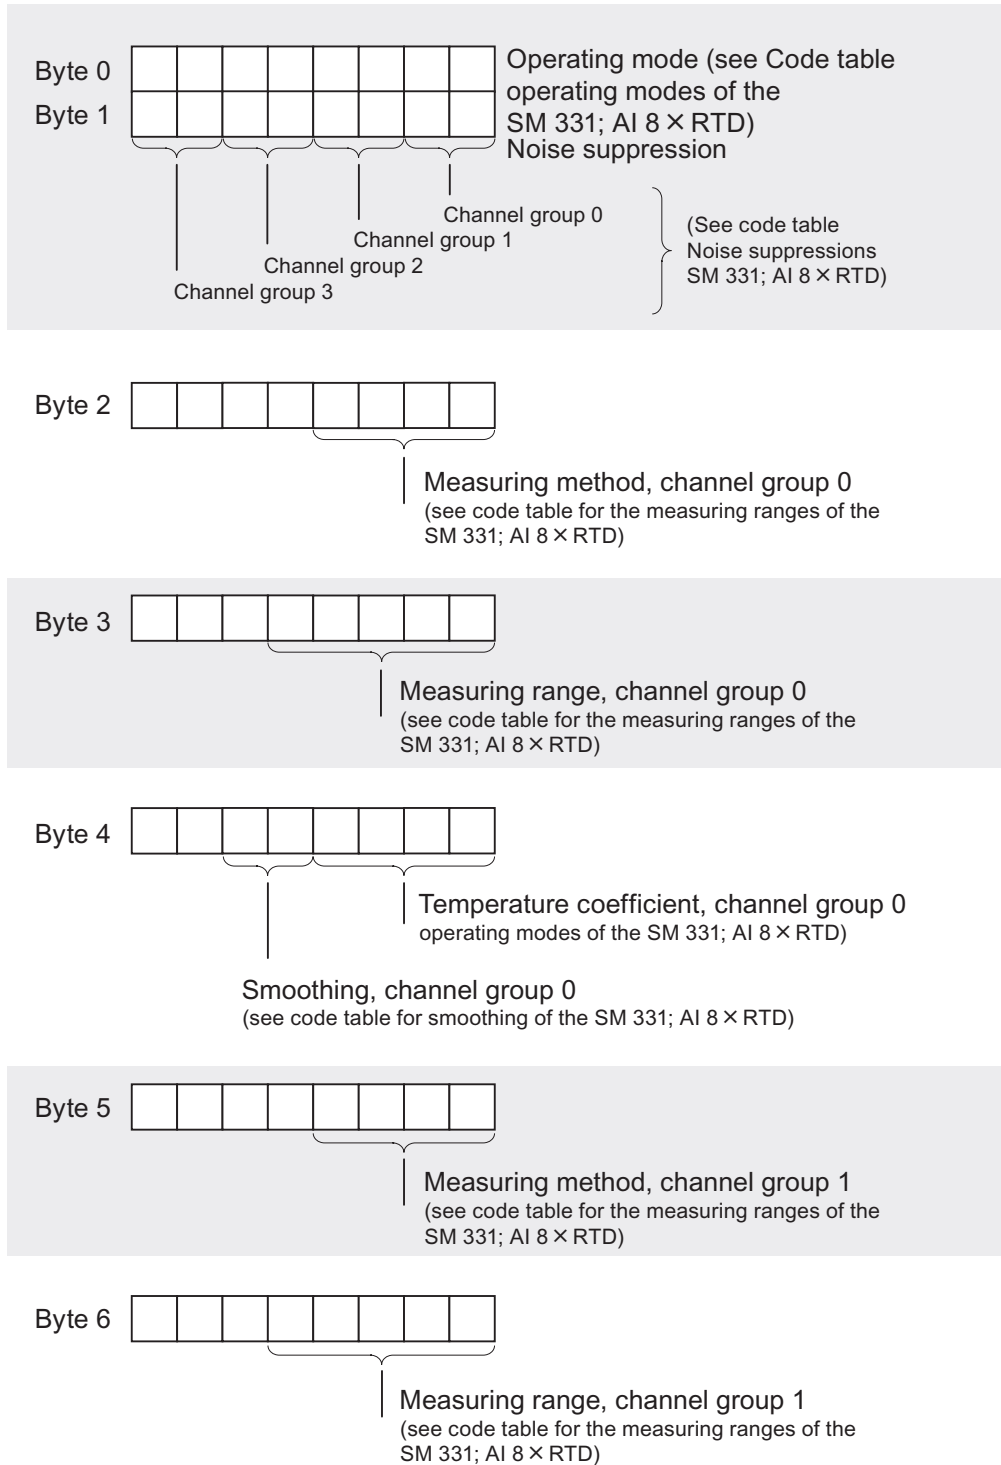 Byte 0
Operating mode (see Code table
operating modes of the
SM 331; AI 8 × RTD)
Byte 1
Noise suppression
Channel group 0
Channel group 1
Channel group 2
Channel group 3
(See code table
Noise suppressions
SM 331; AI 8 × RTD)
Byte 2
Measuring method, channel group 0
(see code table for the measuring ranges of the
SM 331; AI 8 × RTD)
Byte 3
Measuring range, channel group 0
(see code table for the measuring ranges of the
SM 331; AI 8 × RTD)
Byte 4
Temperature coefficient, channel group 0
operating modes of the SM 331; AI 8 × RTD)
Smoothing, channel group 0
(see code table for smoothing of the SM 331; AI 8 × RTD)
Byte 5
Measuring method, channel group 1
(see code table for the measuring ranges of the
SM 331; AI 8 × RTD)
Byte 6
Measuring range, channel group 1
(see code table for the measuring ranges of the
SM 331; AI 8 × RTD)